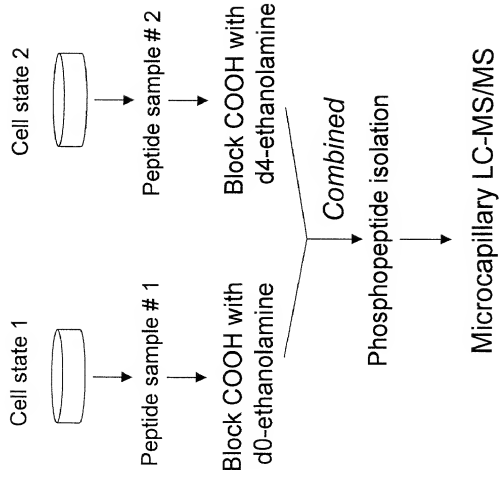 Cell state 1
Peptide sample # 1
Block COOH with
d0-ethanolamine
Cell state 2
Peptide sample # 2
Block COOH with
d4-ethanolamine
Combined
Phosphopeptide isolation
Microcapillary LC-MS/MS